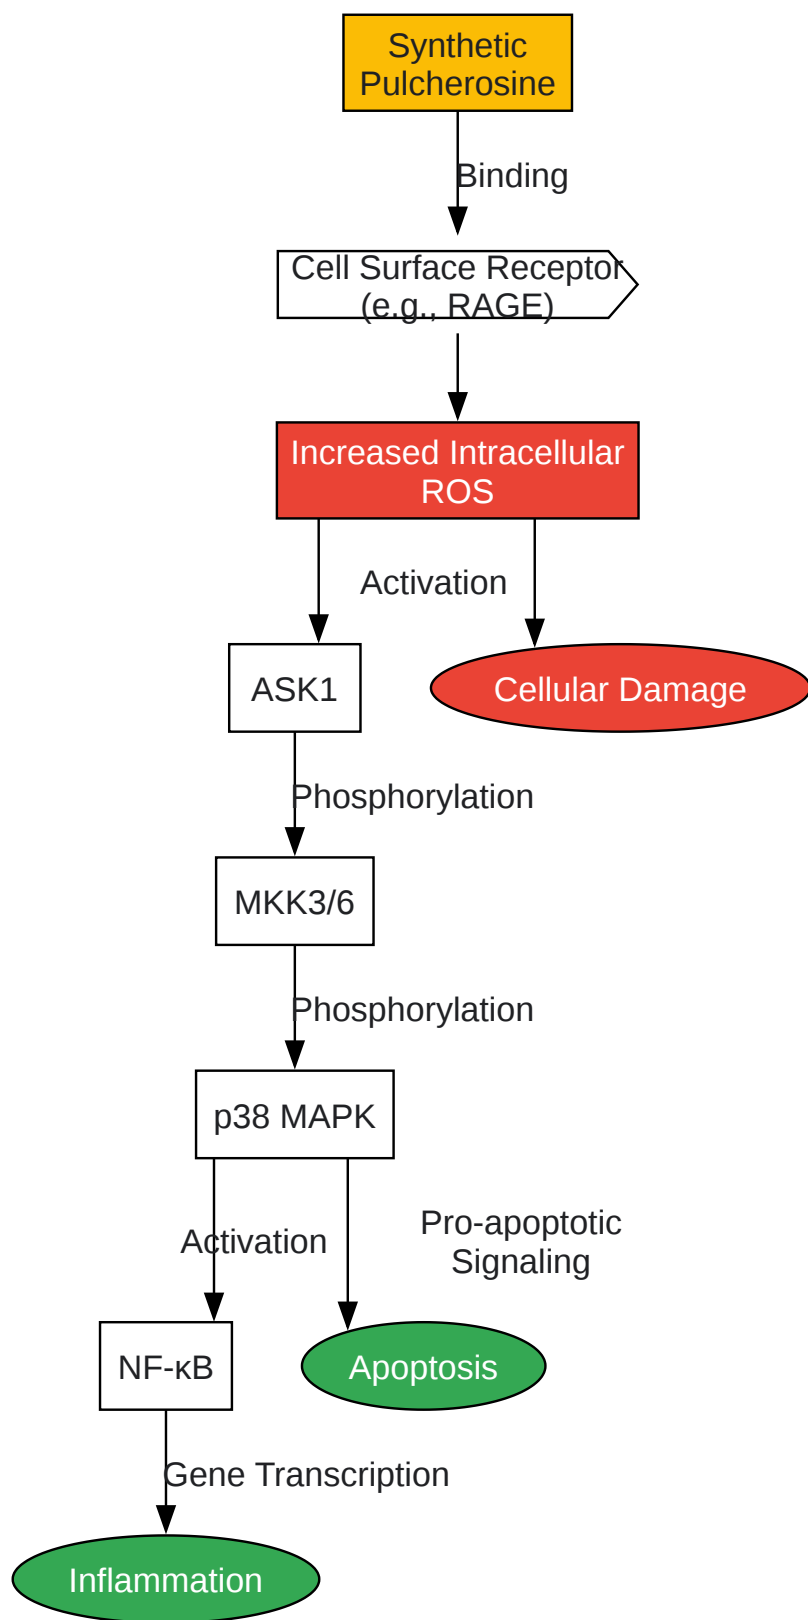 Synthetic
Pulcherosine
Binding
Cell Surface Receptor
(e.g., RAGE)
Increased Intracellular
ROS
Activation
ASK1
Cellular Damage
Phosphorylation
MKK3/6
Phosphorylation
p38 MAPK
Activation
Pro-apoptotic
Signaling
NF-κB
Apoptosis
Gene Transcription
Inflammation